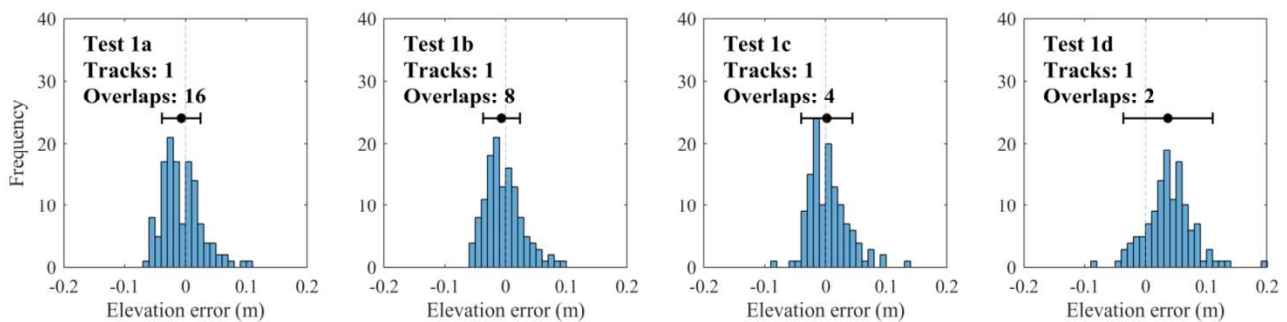 Frequency
40
30
20
10
0
Test 1a
Tracks: 1
Overlaps: 16
-0.2 -0.1 0 0.1 0.2
Elevation error (m)
40
30
20
10
0
Test 1b
Tracks: 1
Overlaps: 8
-0.2 -0.1 0 0.1 0.2
Elevation error (m)
40
30
20
10
0
Test 1c
Tracks: 1
Overlaps: 4
-0.2 -0.1 0 0.1 0.2
Elevation error (m)
40
30
20
10
0
Test 1d
Tracks: 1
Overlaps: 2
-0.2 -0.1 0 0.1 0.2
Elevation error (m)